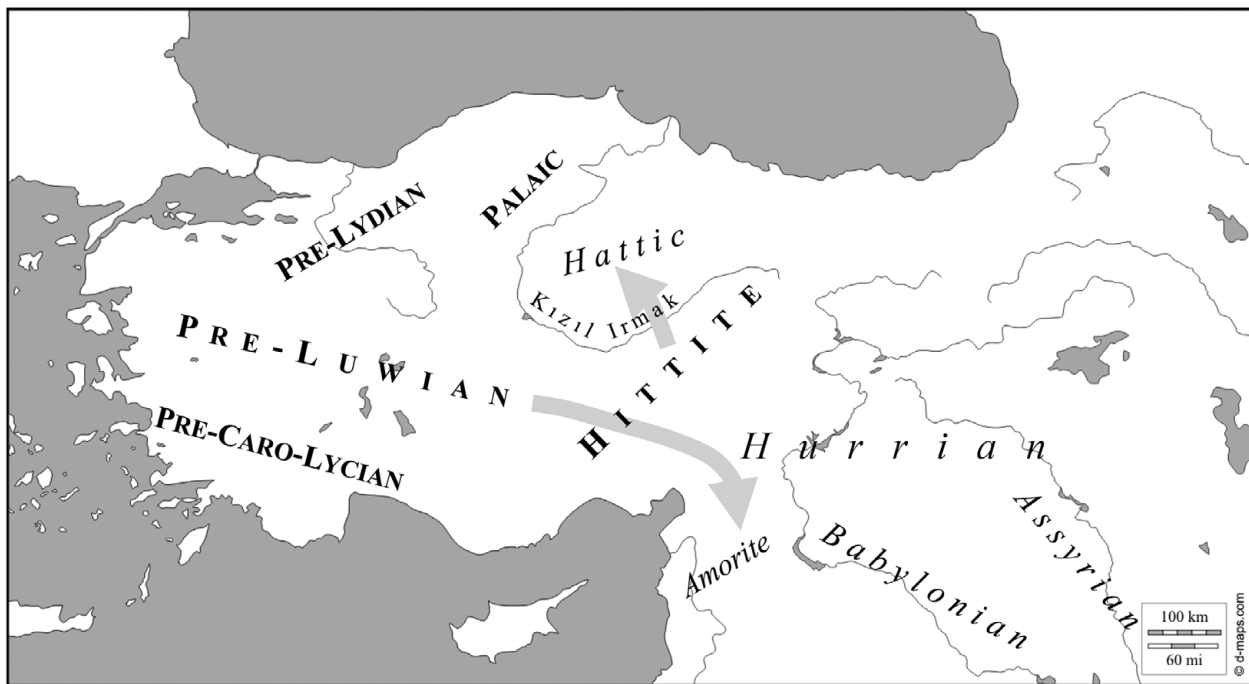 PALAIC
PRE-LYDIAN
Hattic
Kızıl Irmak
HITTITE
PRE-LUWIAN
PRE-CARO-LYCIAN
Hurrian
Assyrian
Amorite
Babylonian
100 km
60 mi
© d-maps.com